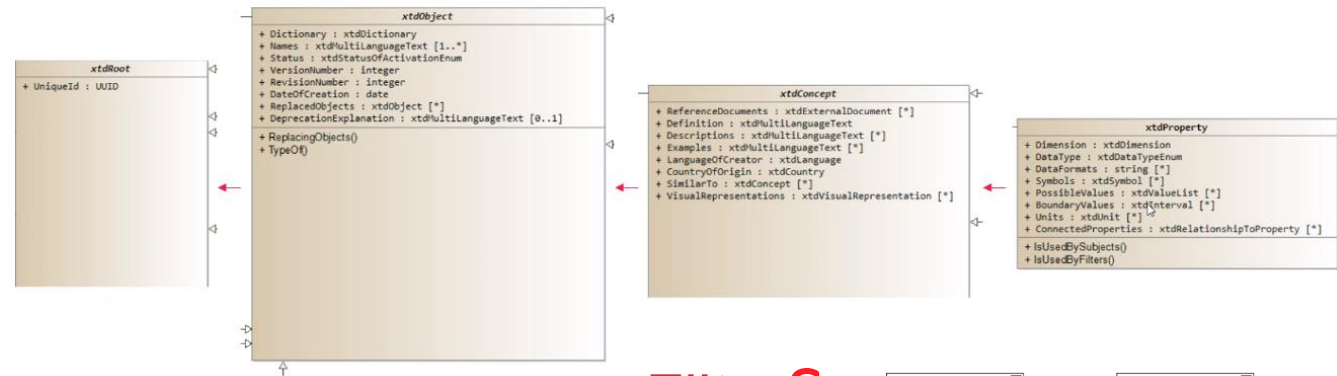 xtdRoot
+ UniqueId : UUID
xtdObject
+ Dictionary : xtdDictionary
+ Names : xtdMultiLanguageText [1..*]
+ Status : xtdStatusOfActivationEnum
+ VersionNumber : integer
+ RevisionNumber : integer
+ DateOfCreation : date
+ ReplacedObjects : xtdObject [*]
+ DeprecationExplanation : xtdMultiLanguageText [0..1]
+ ReplacingObjects()
+ TypeOf()
xtdConcept
+ ReferenceDocuments : xtdExternalDocument [*]
+ Definition : xtdMultiLanguageText
+ Descriptions : xtdMultiLanguageText [*]
+ Examples : xtdMultiLanguageText [*]
+ LanguageOfCreator : xtdLanguage
+ CountryOfOrigin : xtdCountry
+ SimilarTo : xtdConcept [*]
+ VisualRepresentations : xtdVisualRepresentation [*]
xtdProperty
+ Dimension : xtdDimension
+ DataType : xtdDataTypeEnum
+ DataFormats : string [*]
+ Symbols : xtdSymbol [*]
+ PossibleValues : xtdValueList [*]
+ BoundaryValues : xtdInterval [*]
+ Units : xtdUnit [*]
+ ConnectedProperties : xtdRelationshipToProperty [*]
+ IsUsedBySubjects()
+ IsUsedByFilters()